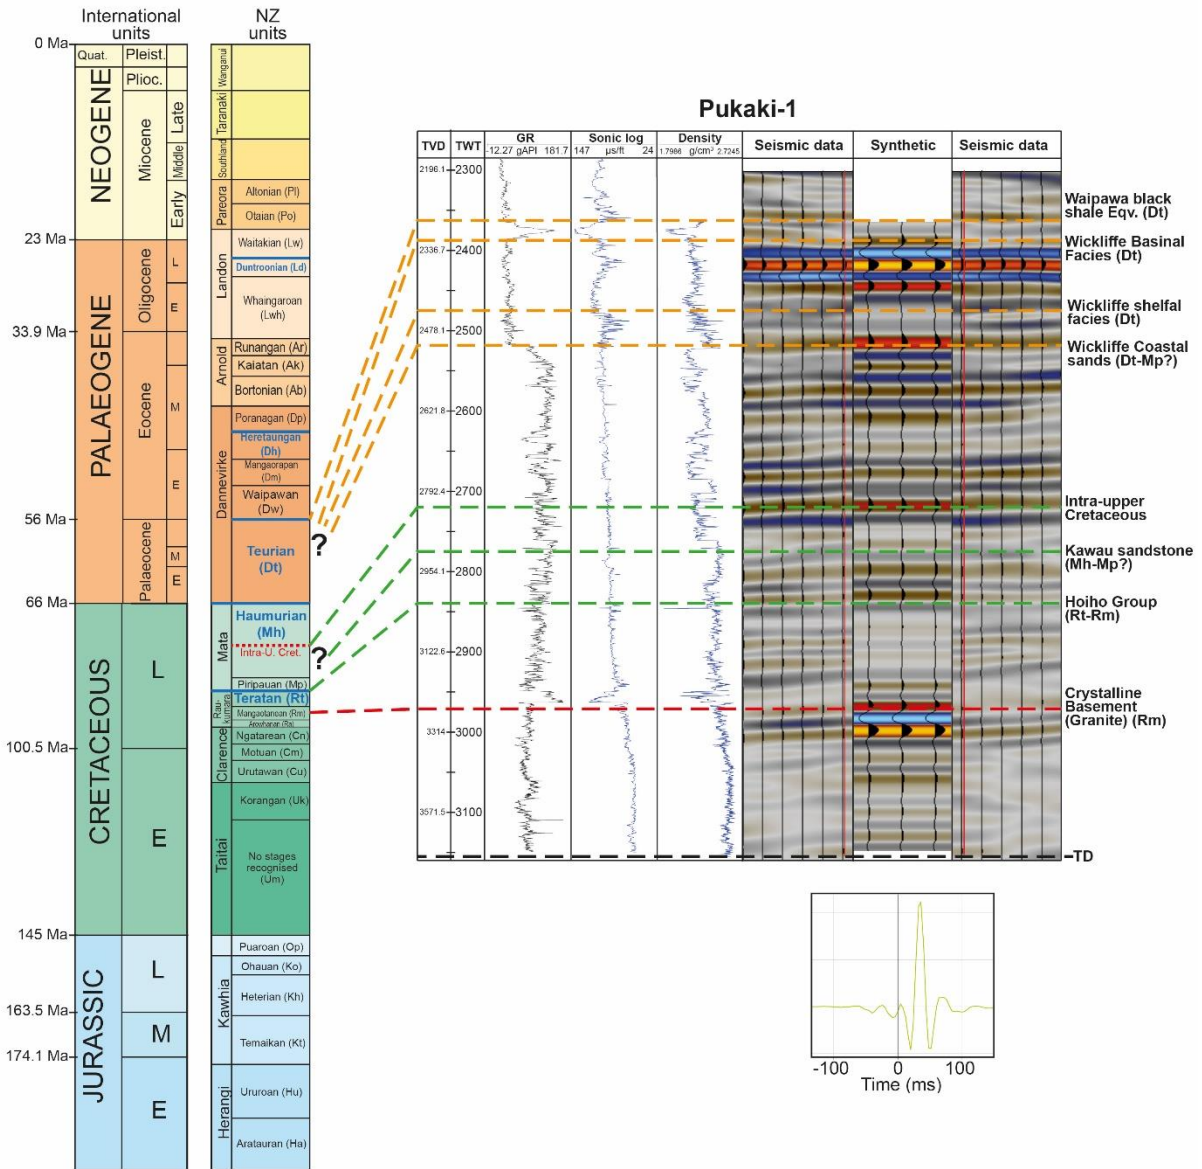 International
units
NZ
units
0 Ma
Quat.
Pleist.
Plioc.
NEOGENE
Miocene
Late
Middle
Early
23 Ma
PALAEOGENE
Oligocene
L
E
33.9 Ma
Eocene
M
E
56 Ma
Palaeocene
M
E
66 Ma
CRETACEOUS
L
100.5 Ma
E
145 Ma
JURASSIC
L
163.5 Ma
M
174.1 Ma
E
Wanganui
Taranaki
Southland
Pareora
Altonian (Pl)
Otaian (Po)
Landon
Waitakian (Lw)
Duntroonian (Ld)
Whaingaroan
(Lwh)
Arnold
Runangan (Ar)
Kaiatan (Ak)
Bortonian (Ab)
Dannevirke
Poranagan (Dp)
Heretaungan
(Dh)
Mangaorapan
(Dm)
Waipawan
(Dw)
Teurian
(Dt)
?
Mata
Haumurian
(Mh)
Intra-U. Cret.
?
Piripauan (Mp)
Rau-
kumara
Teratan (Rt)
Mangaotanoan (Rm)
Arowhanan (Ra)
Clarence
Ngatarean (Cn)
Motuan (Cm)
Urutawan (Cu)
Taitai
Korangan (Uk)
No stages
recognised
(Um)
Puaroan (Op)
Kawhia
Ohauan (Ko)
Heterian (Kh)
Temaikan (Kt)
Herangi
Ururoan (Hu)
Aratauran (Ha)
Pukaki-1
TVD
TWT
GR
-12.27 gAPI 181.7
Sonic log
147 µs/ft 24
Density
1.7986 g/cm³ 2.7245
Seismic data
Synthetic
Seismic data
2196.1
2300
2336.7
2400
2478.1
2500
2621.8
2600
2792.4
2700
2954.1
2800
3122.6
2900
3314
3000
3571.5
3100
Waipawa black
shale Eqv. (Dt)
Wickliffe Basinal
Facies (Dt)
Wickliffe shelfal
facies (Dt)
Wickliffe Coastal
sands (Dt-Mp?)
Intra-upper
Cretaceous
Kawau sandstone
(Mh-Mp?)
Hoiho Group
(Rt-Rm)
Crystalline
Basement
(Granite) (Rm)
TD
-100
0
100
Time (ms)